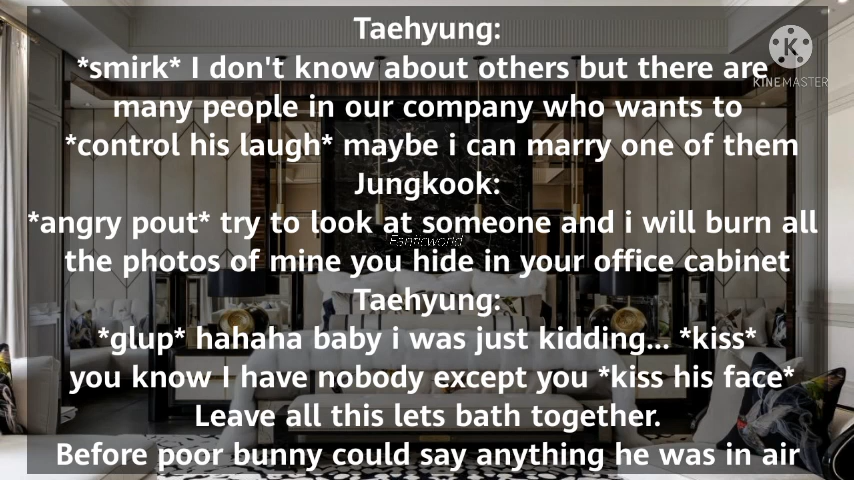 Taehyung:
*smirk* I don't know about others but there are
many people in our company who wants to
*control his laugh* maybe i can marry one of them
Jungkook:
*angry pout* try to look at someone and i will burn all
the photos of mine you hide in your office cabinet
Taehyung:
*glup* hahaha baby i was just kidding... *kiss*
you know I have nobody except you *kiss his face*
Leave all this lets bath together.
Before poor bunny could say anything he was in air
K
KINEMASTER
Fanficworld